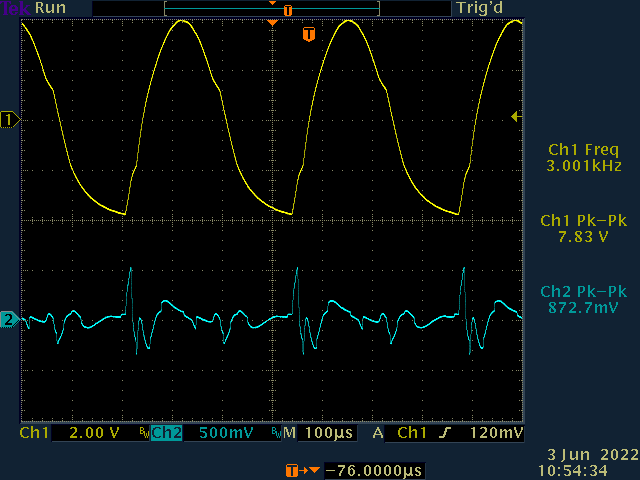 Tek Run Trig'd
T
T
1
Ch1 Freq
3.001kHz
Ch1 Pk-Pk
7.83 V
Ch2 Pk-Pk
872.7mV
2
Ch1 2.00 V BW Ch2 500mV BW M 100µs A Ch1 120mV
T -76.0000µs
3 Jun 2022
10:54:34